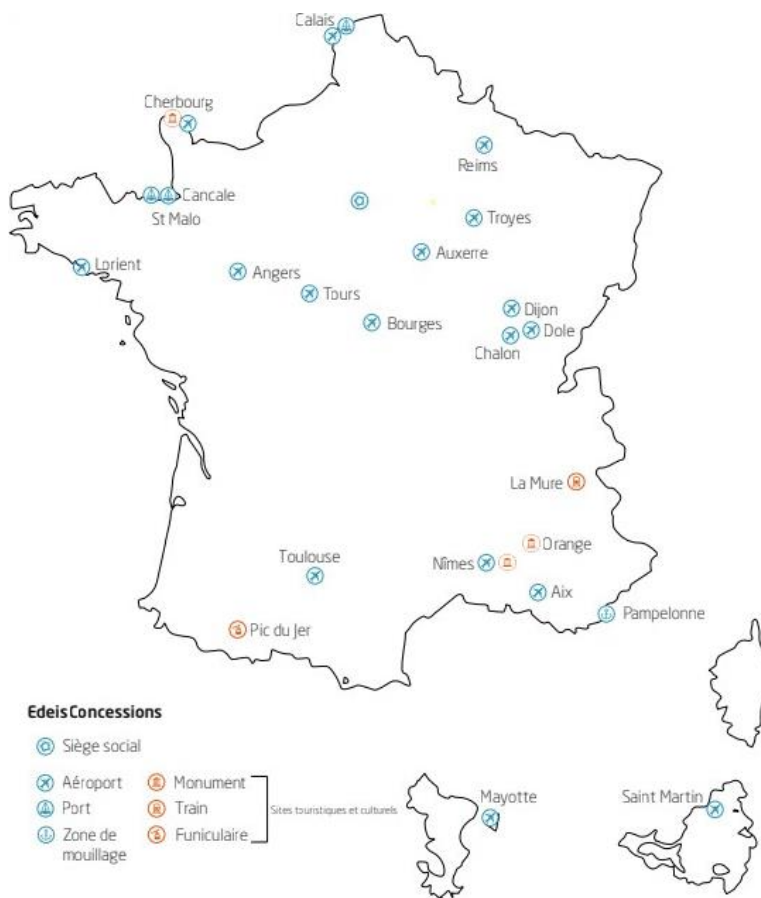 Calais
Cherbourg
Reims
Cancale
St Malo
Troyes
Auxerre
Lorient
Angers
Tours
Bourges
Dijon
Dole
Chalon
La Mure
Orange
Toulouse
Nîmes
Aix
Pampelonne
Pic du Jer
Edeis Concessions
Siège social
Aéroport
Monument
Port
Train
Sites touristiques et culturels
Zone de
mouillage
Funiculaire
Mayotte
Saint Martin